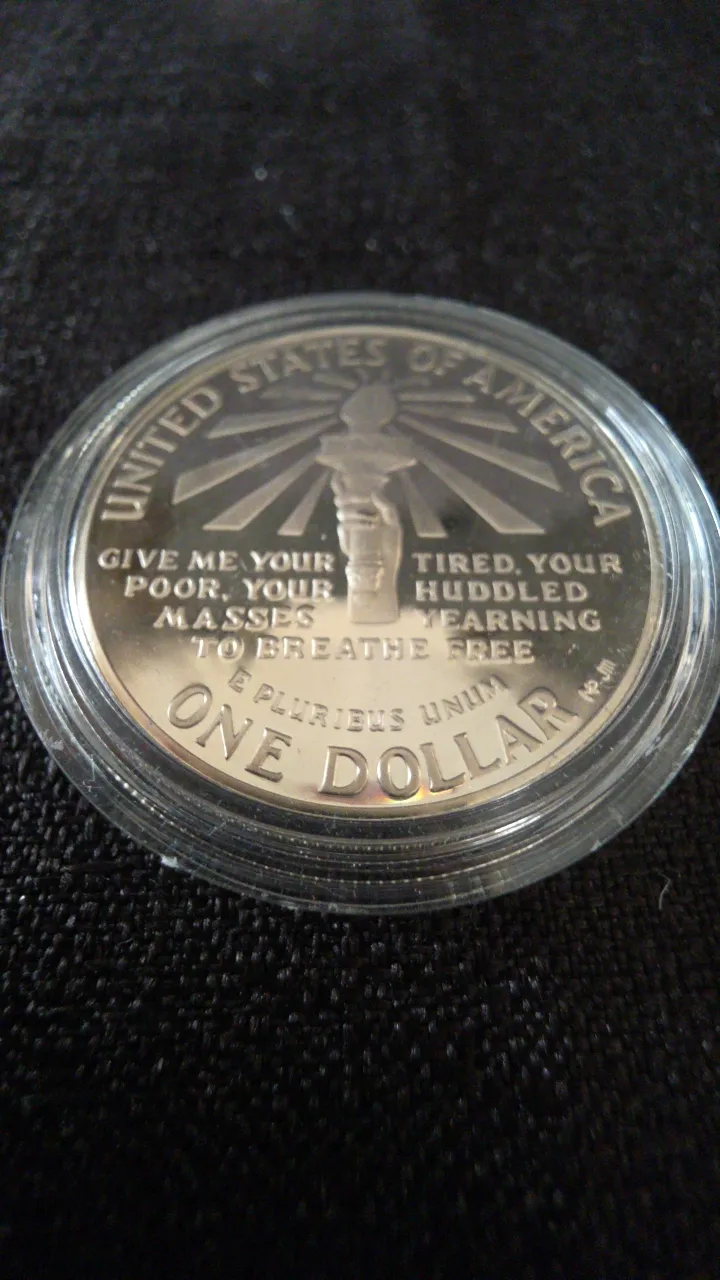 UNITED STATES OF AMERICA
GIVE ME YOUR TIRED, YOUR
POOR, YOUR HUDDLED
MASSES YEARNING
TO BREATHE FREE
E PLURIBUS UNUM
ONE DOLLAR